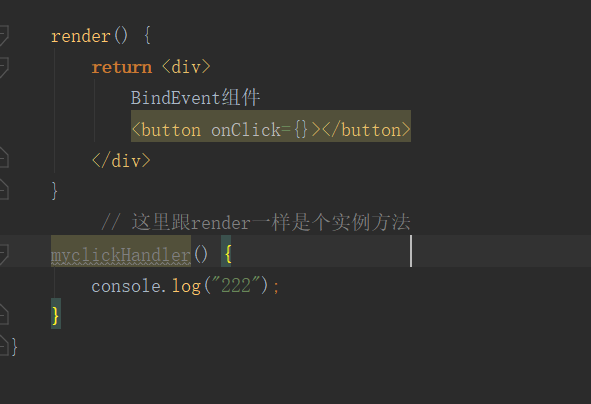 render() {
return <div>
BindEvent组件
<button onClick={}></button>
</div>
}
// 这里跟render一样是个实例方法
myclickHandler() {
console.log("222");
}
}